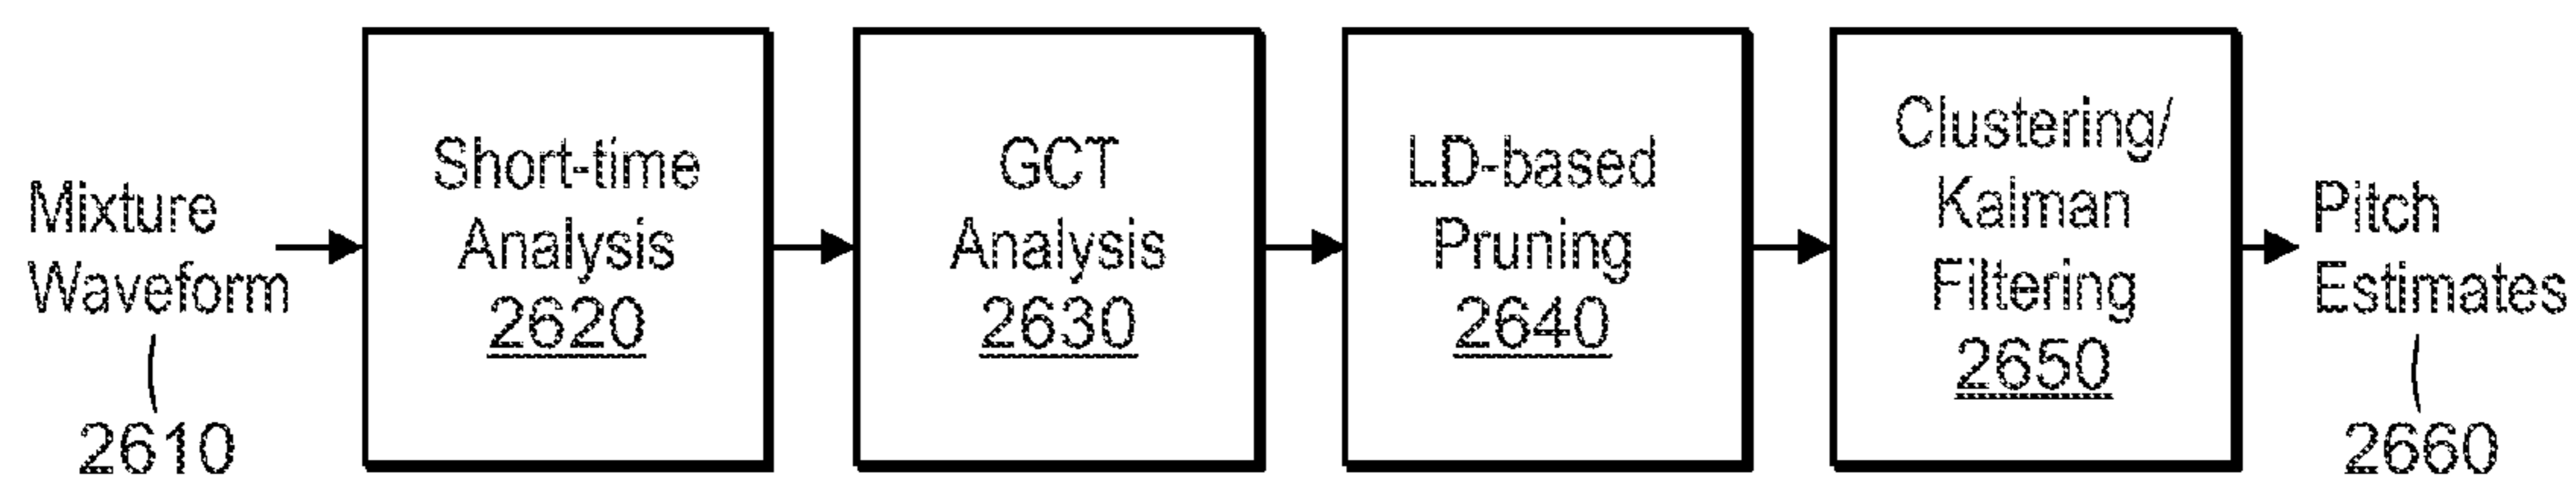 Mixture
Waveform
2610
Short-time
Analysis
2620
GCT
Analysis
2630
LD-based
Pruning
2640
Clustering/
Kalman
Filtering
2650
Pitch
Estimates
2660